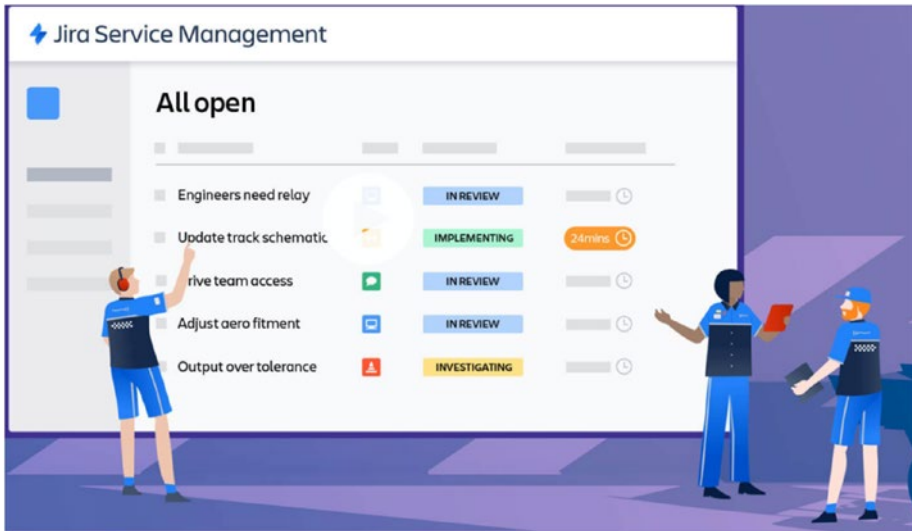 Jira Service Management
All open
Engineers need relay
IN REVIEW
Update track schematic
IMPLEMENTING
24mins
rive team access
IN REVIEW
Adjust aero fitment
IN REVIEW
Output over tolerance
INVESTIGATING